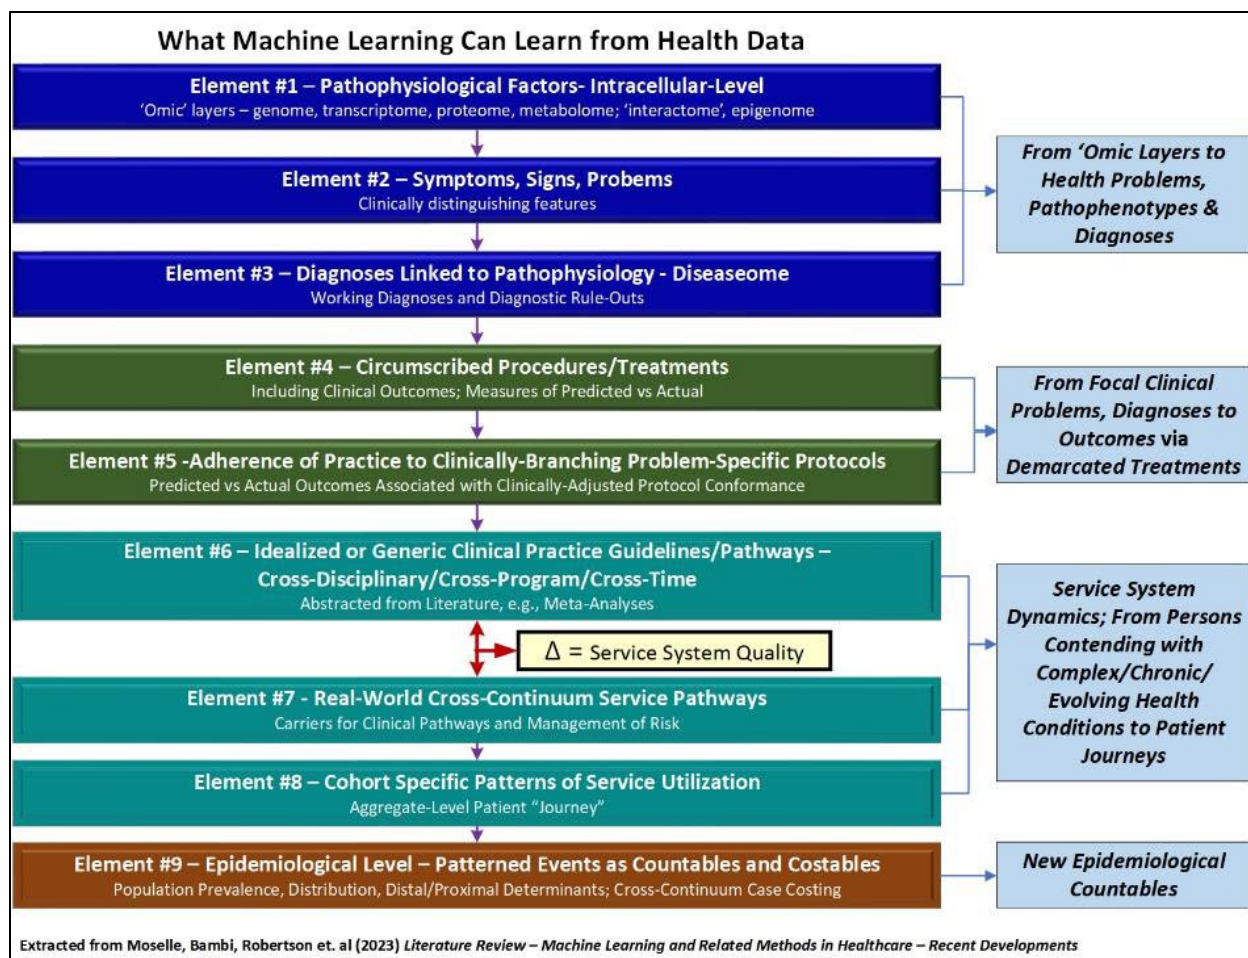 What Machine Learning Can Learn from Health Data
Element #1 – Pathophysiological Factors- Intracellular-Level
'Omic' layers – genome, transcriptome, proteome, metabolome; 'interactome', epigenome
Element #2 – Symptoms, Signs, Probems
Clinically distinguishing features
Element #3 – Diagnoses Linked to Pathophysiology - Diseaseome
Working Diagnoses and Diagnostic Rule-Outs
From 'Omic Layers to
Health Problems,
Pathophenotypes &
Diagnoses
Element #4 – Circumscribed Procedures/Treatments
Including Clinical Outcomes; Measures of Predicted vs Actual
Element #5 -Adherence of Practice to Clinically-Branching Problem-Specific Protocols
Predicted vs Actual Outcomes Associated with Clinically-Adjusted Protocol Conformance
From Focal Clinical
Problems, Diagnoses to
Outcomes via
Demarcated Treatments
Element #6 – Idealized or Generic Clinical Practice Guidelines/Pathways –
Cross-Disciplinary/Cross-Program/Cross-Time
Abstracted from Literature, e.g., Meta-Analyses
Δ = Service System Quality
Element #7 - Real-World Cross-Continuum Service Pathways
Carriers for Clinical Pathways and Management of Risk
Element #8 – Cohort Specific Patterns of Service Utilization
Aggregate-Level Patient "Journey"
Service System
Dynamics; From Persons
Contending with
Complex/Chronic/
Evolving Health
Conditions to Patient
Journeys
Element #9 – Epidemiological Level – Patterned Events as Countables and Costables
Population Prevalence, Distribution, Distal/Proximal Determinants; Cross-Continuum Case Costing
New Epidemiological
Countables
Extracted from Moselle, Bambi, Robertson et. al (2023) Literature Review – Machine Learning and Related Methods in Healthcare – Recent Developments